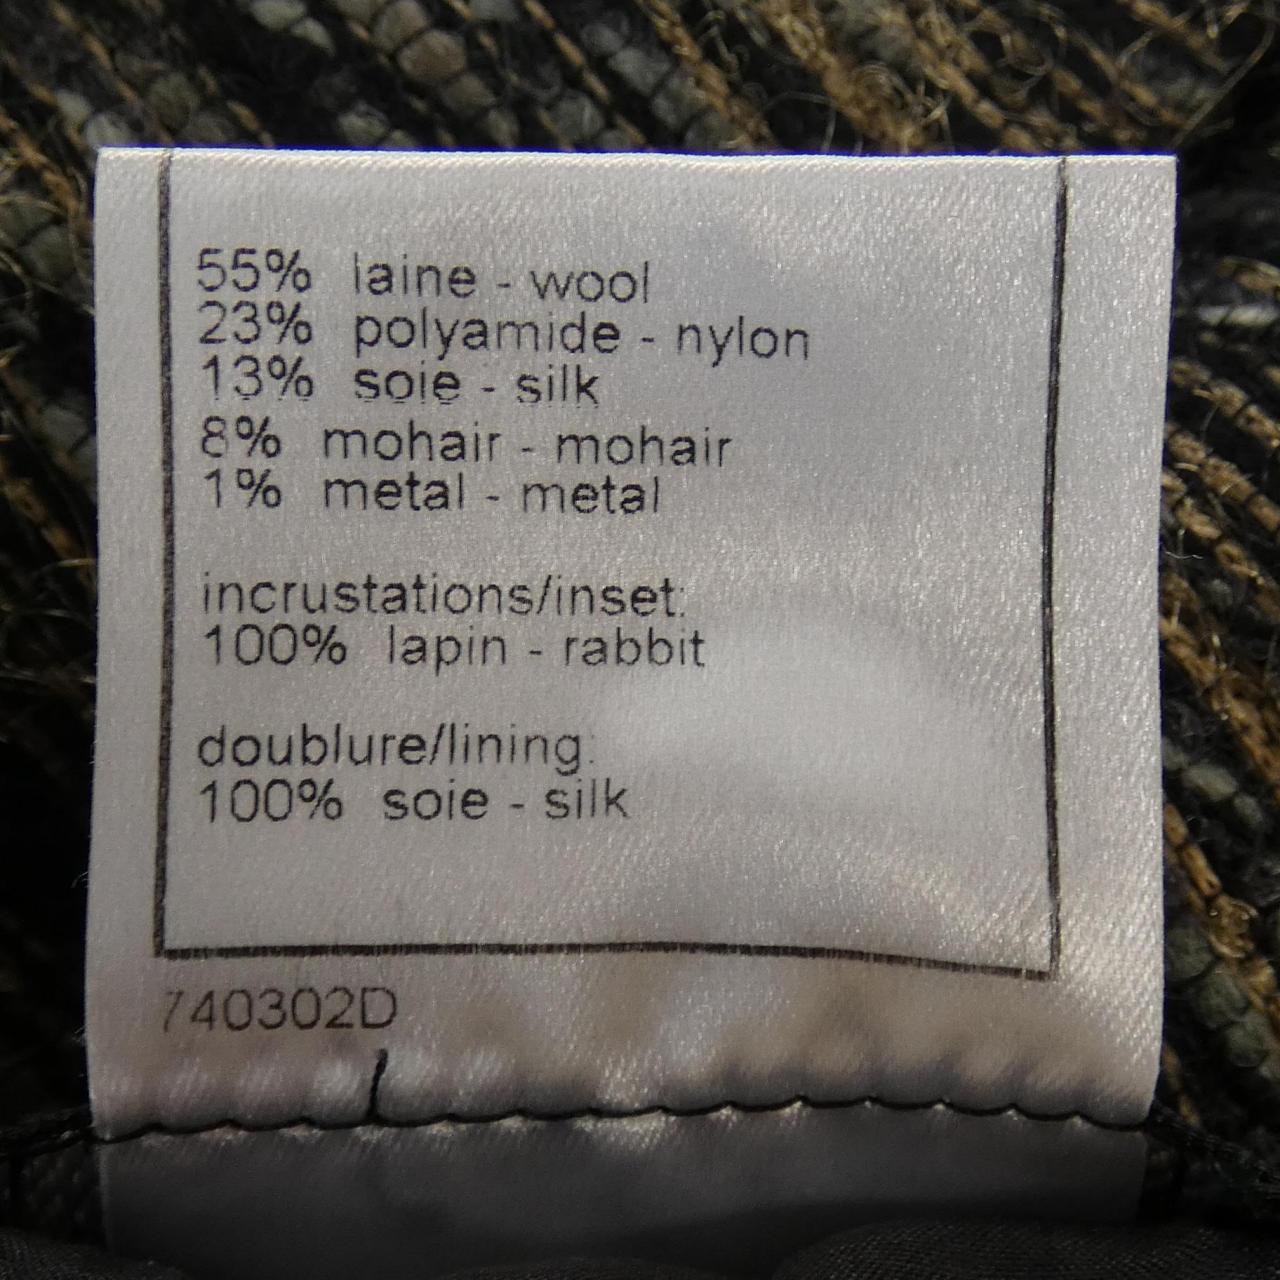 55% laine - wool
23% polyamide - nylon
13% soie - silk
8% mohair - mohair
1% metal - metal
incrustations/inset:
100% lapin - rabbit
doublure/lining:
100% soie - silk
740302D